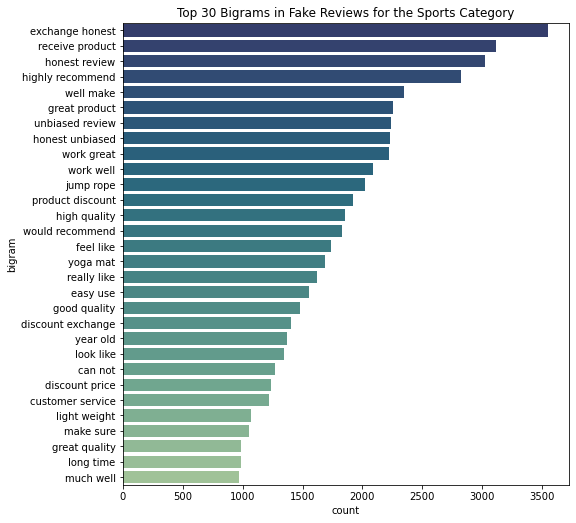 Top 30 Bigrams in Fake Reviews for the Sports Category
bigram
exchange honest
receive product
honest review
highly recommend
well make
great product
unbiased review
honest unbiased
work great
work well
jump rope
product discount
high quality
would recommend
feel like
yoga mat
really like
easy use
good quality
discount exchange
year old
look like
can not
discount price
customer service
light weight
make sure
great quality
long time
much well
0 500 1000 1500 2000 2500 3000 3500
count